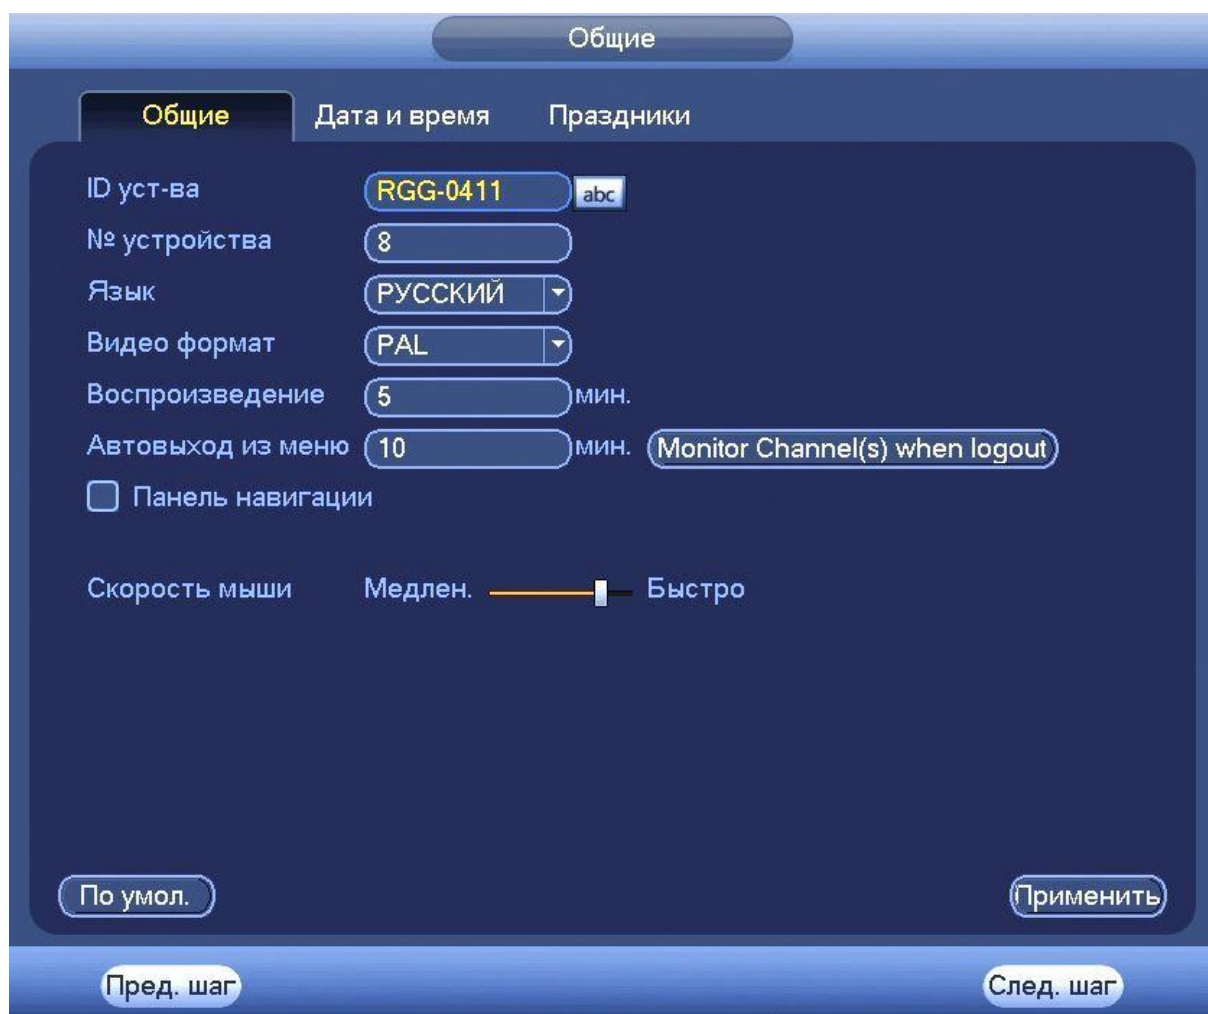 Общие
Общие Дата и время Праздники
ID уст-ва RGG-0411 abc
№ устройства 8
Язык РУССКИЙ
Видео формат PAL
Воспроизведение 5 мин.
Автовыход из меню 10 мин. Monitor Channel(s) when logout
Панель навигации
Скорость мыши Медлен. Быстро
По умол. Применить
Пред. шаг След. шаг